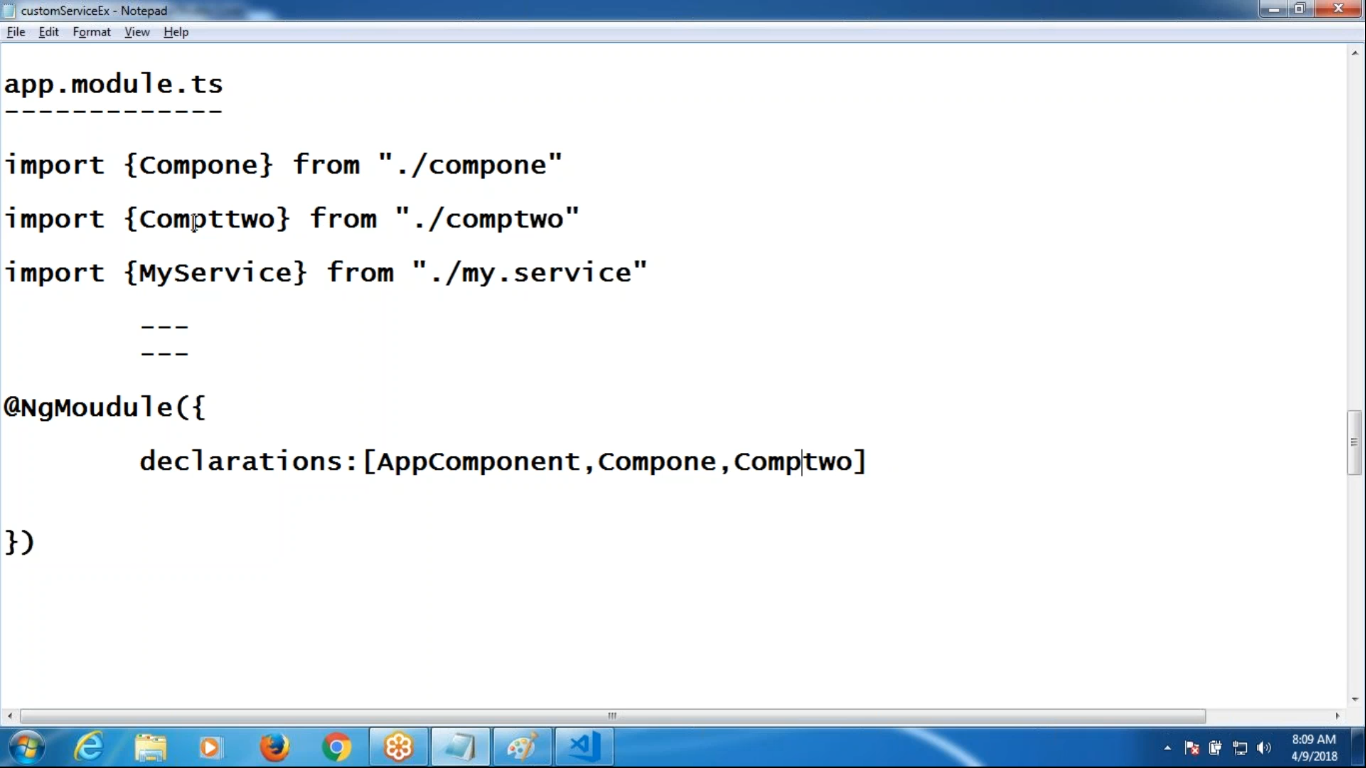 customServiceEx - Notepad
File Edit Format View Help
app.module.ts
-------------
import {Compone} from "./compone"
import {Compttwo} from "./comptwo"
import {MyService} from "./my.service"
---
---
@NgMoudule({
declarations:[AppComponent,Compone,Comptwo]
})
8:09 AM
4/9/2018